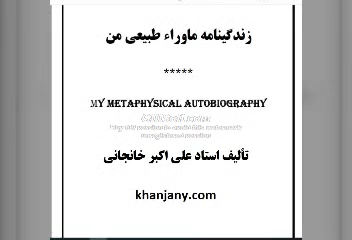 زندگینامه ماوراء طبیعی من
*****
MY METAPHYSICAL AUTOBIOGRAPHY
تألیف استاد علی اکبر خانجانی
khanjany.com